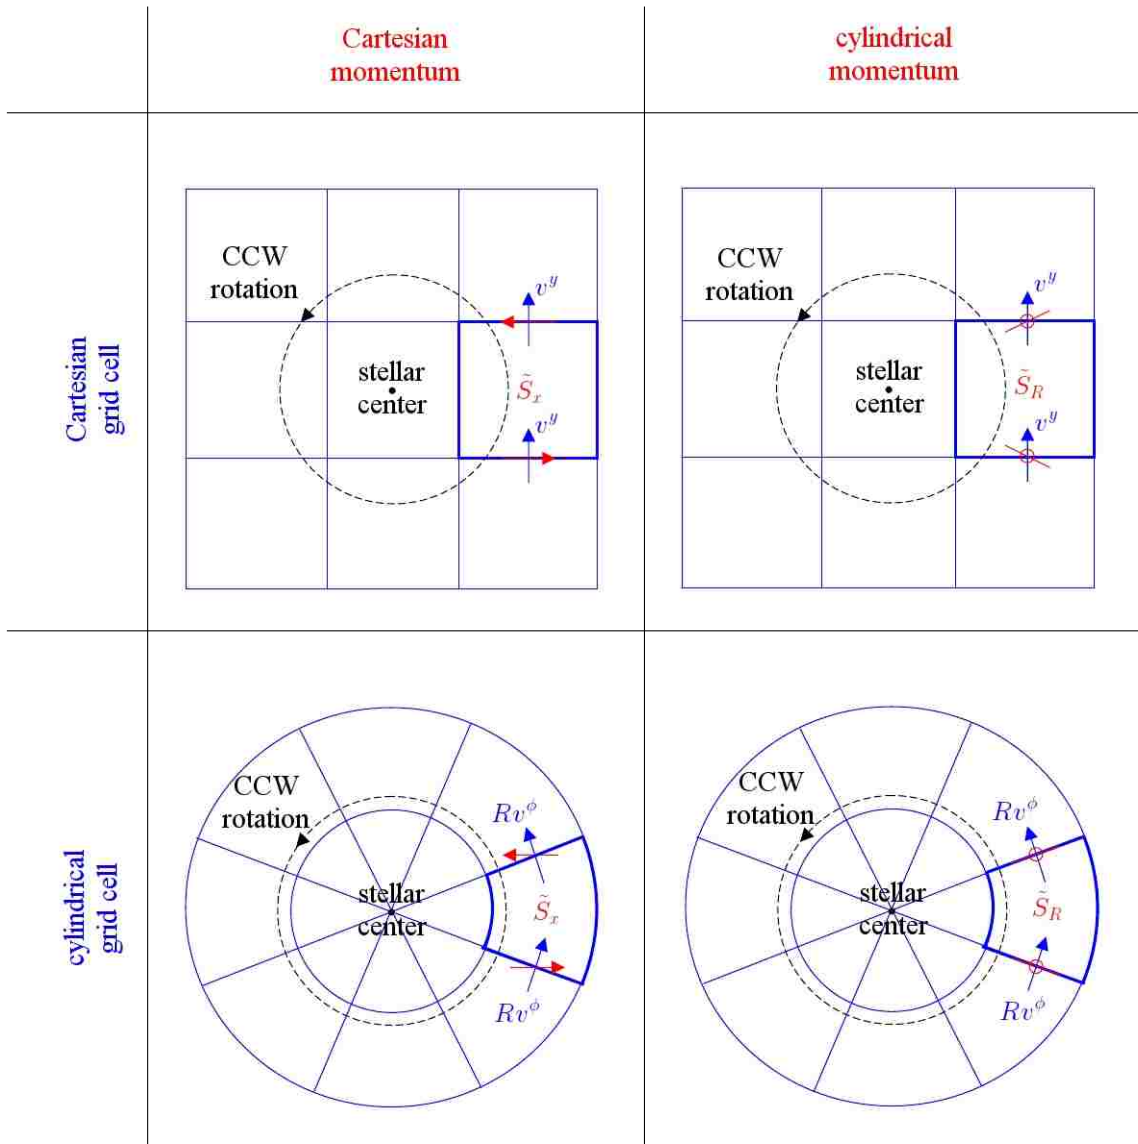 Cartesian
momentum
cylindrical
momentum
Cartesian
grid cell
CCW
rotation
v^y
stellar
center
S̃_x
v^y
CCW
rotation
v^y
stellar
center
S̃_R
v^y
cylindrical
grid cell
CCW
rotation
Rv^ϕ
stellar
center
S̃_x
Rv^ϕ
CCW
rotation
Rv^ϕ
stellar
center
S̃_R
Rv^ϕ